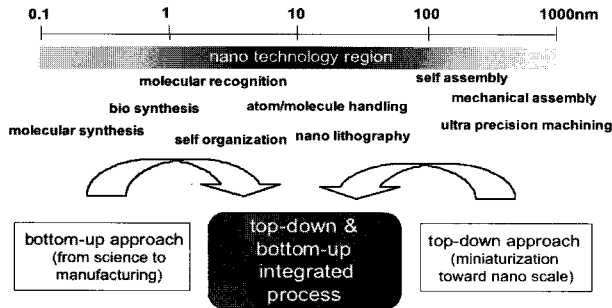 0.1 1 10 100 1000nm
nano technology region
molecular recognition self assembly
bio synthesis atom/molecule handling mechanical assembly
molecular synthesis self organization nano lithography ultra precision machining
bottom-up approach
(from science to
manufacturing)
top-down &
bottom-up
integrated
process
top-down approach
(miniaturization
toward nano scale)